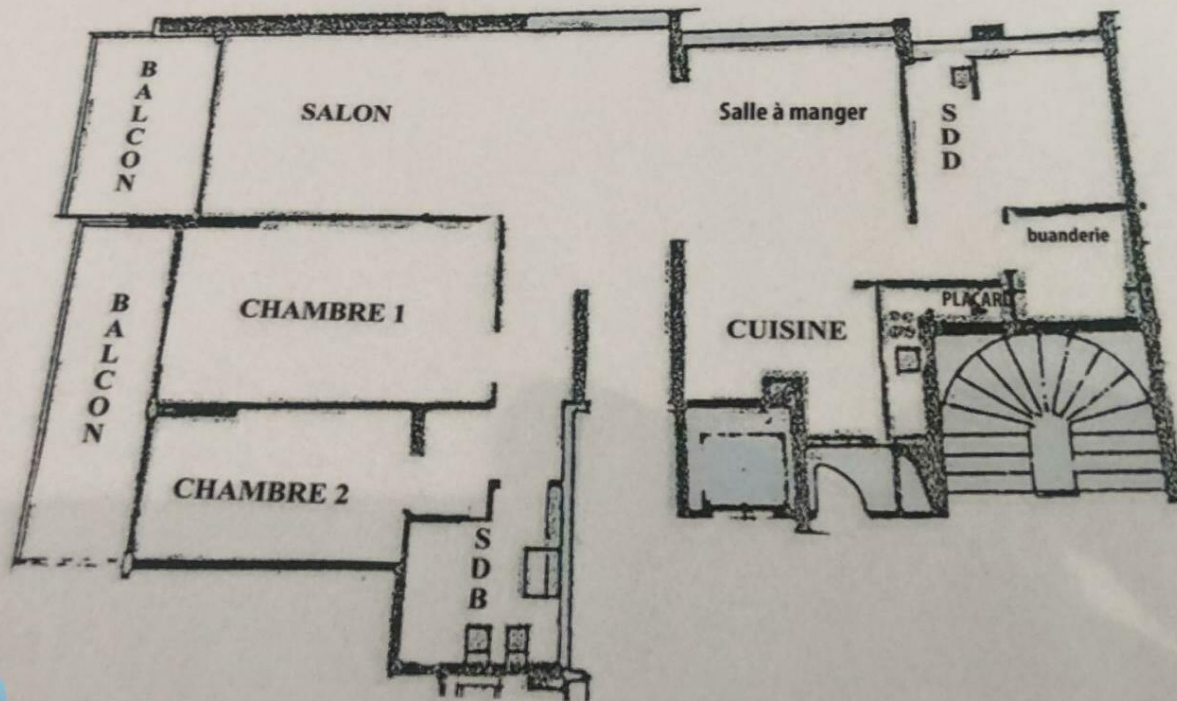 BALCON
SALON
Salle à manger
SDD
buanderie
BALCON
CHAMBRE 1
PLACARD
CUISINE
CHAMBRE 2
SDB